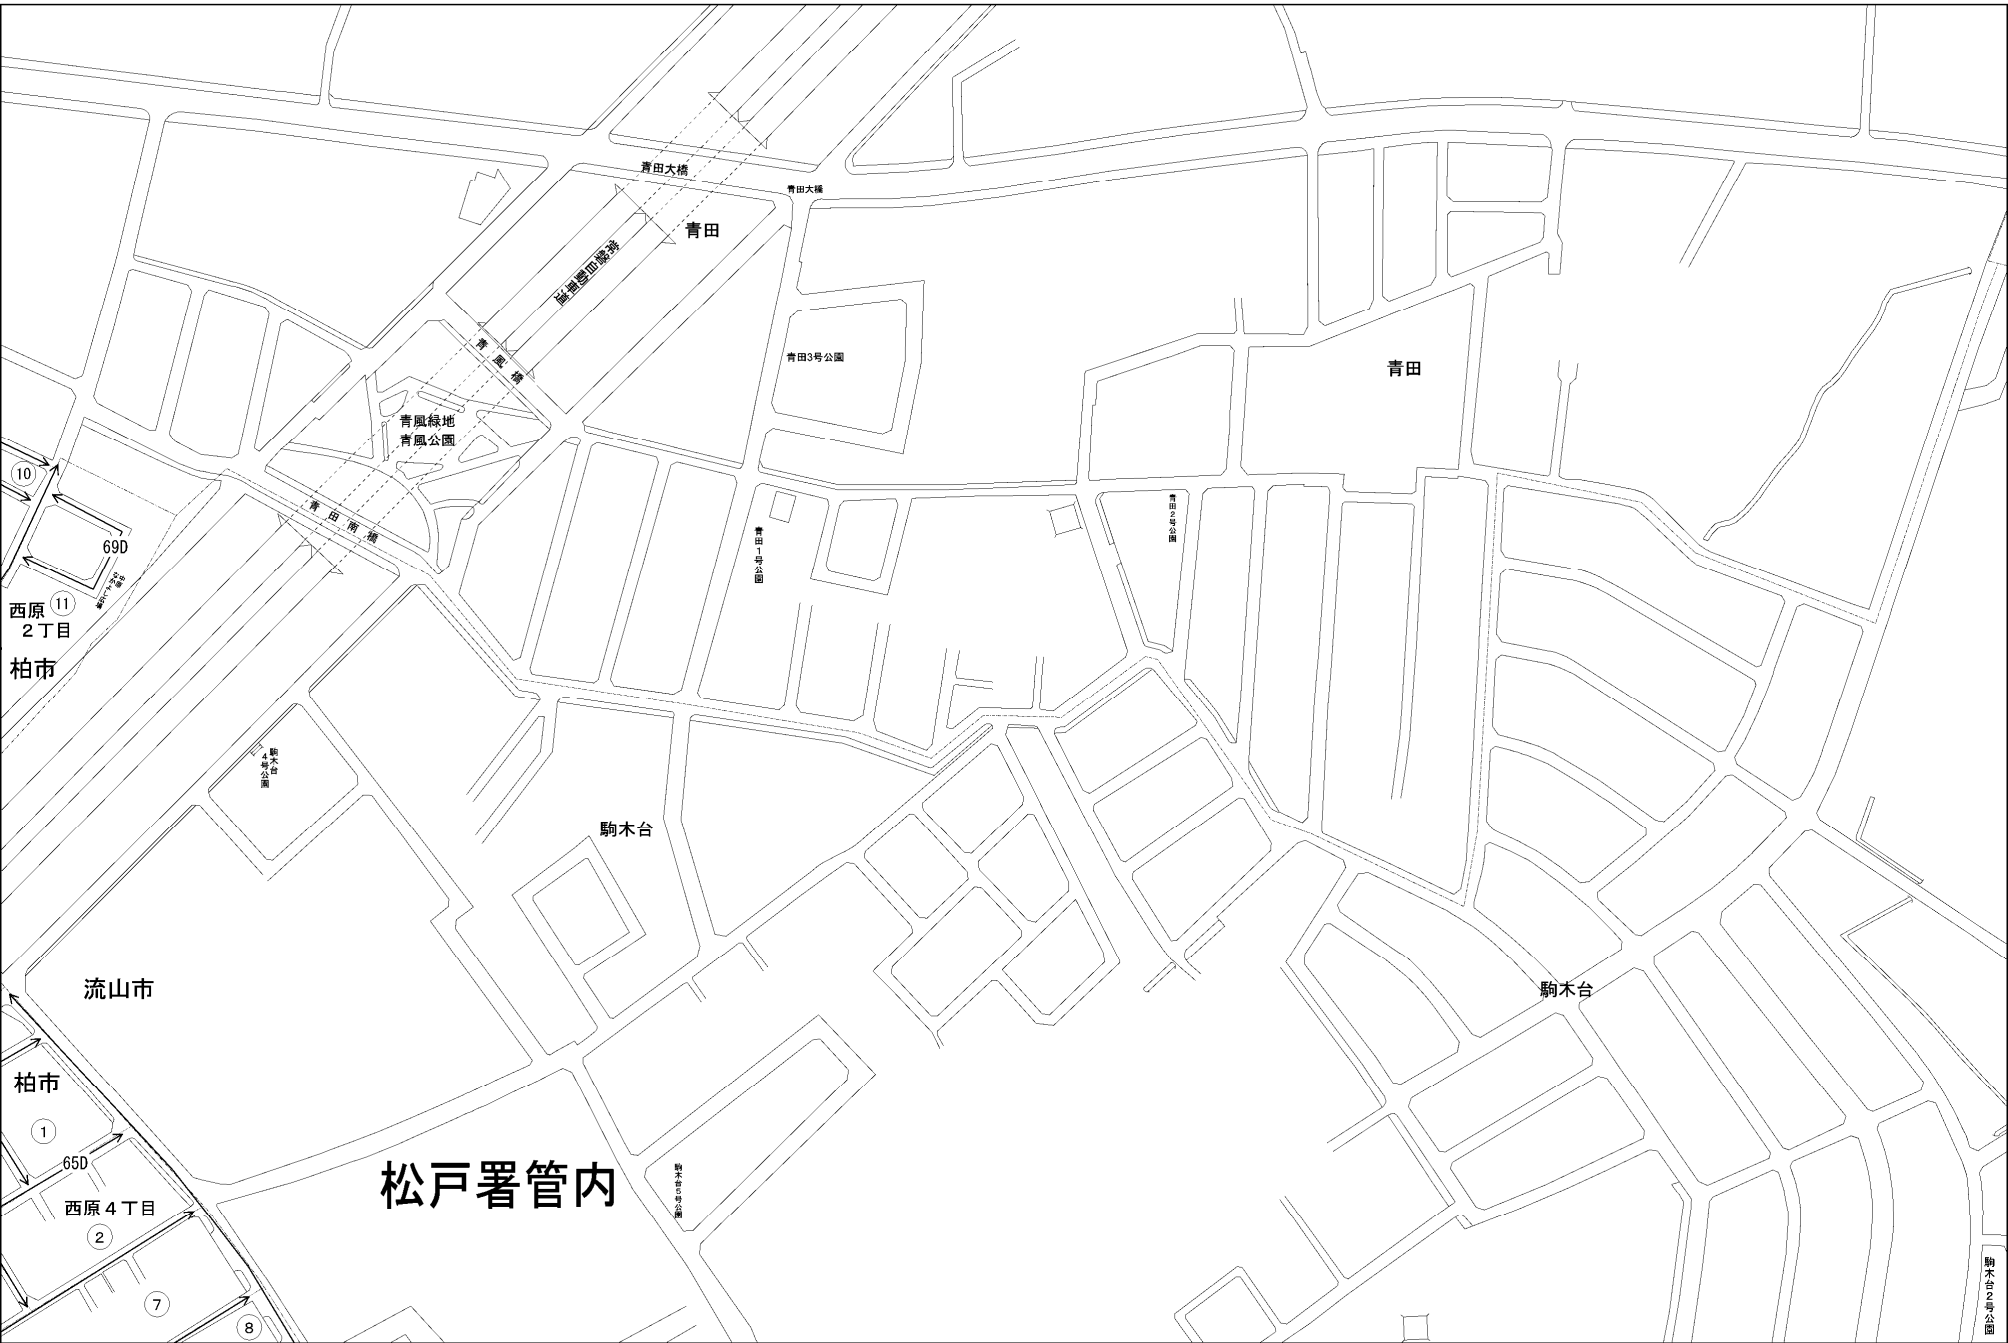 青田大橋
青田大橋
青田
常磐自動車道
青風橋
青田3号公園
青田
青風緑地
青風公園
10
青田南橋
青田2号公園
69D
青田1号公園
11
西原
2丁目
柏市
駒木台
4号公園
駒木台
流山市
駒木台
柏市
1
65D
松戸署管内
駒木台5号公園
西原4丁目
2
7
8
駒木台2号公園